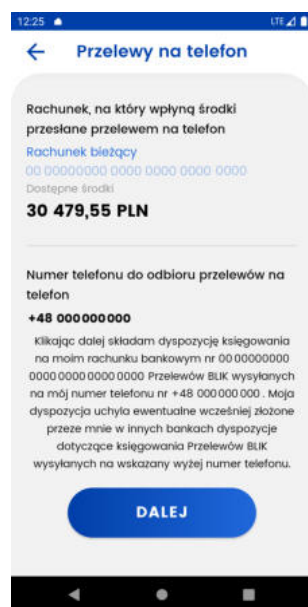 12:25 LTE
Przelewy na telefon
Rachunek, na który wpłyną środki
przesłane przelewem na telefon
Rachunek bieżący
00 00000000 0000 0000 0000 0000
Dostępne środki
30 479,55 PLN
Numer telefonu do odbioru przelewów na
telefon
+48 000000000
Klikając dalej składam dyspozycję księgowania
na moim rachunku bankowym nr 00 00000000
0000 0000 0000 0000 Przelewów BLIK wysyłanych
na mój numer telefonu nr +48 000 000 000 . Moja
dyspozycja uchyla ewentualne wcześniej złożone
przeze mnie w innych bankach dyspozycje
dotyczące księgowania Przelewów BLIK
wysyłanych na wskazany wyżej numer telefonu.
DALEJ